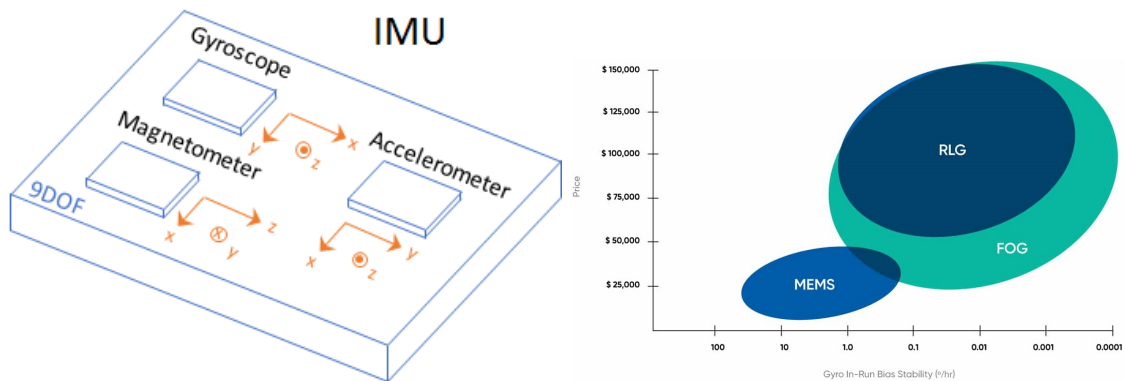 IMU
Gyroscope
x
y
z
Magnetometer
Accelerometer
9DOF
z
x
y
y
x
z
$ 150,000
$ 125,000
$ 100,000
$ 75,000
$ 50,000
$ 25,000
Price
RLG
FOG
MEMS
100 10 1.0 0.1 0.01 0.001 0.0001
Gyro In-Run Bias Stability (°/hr)